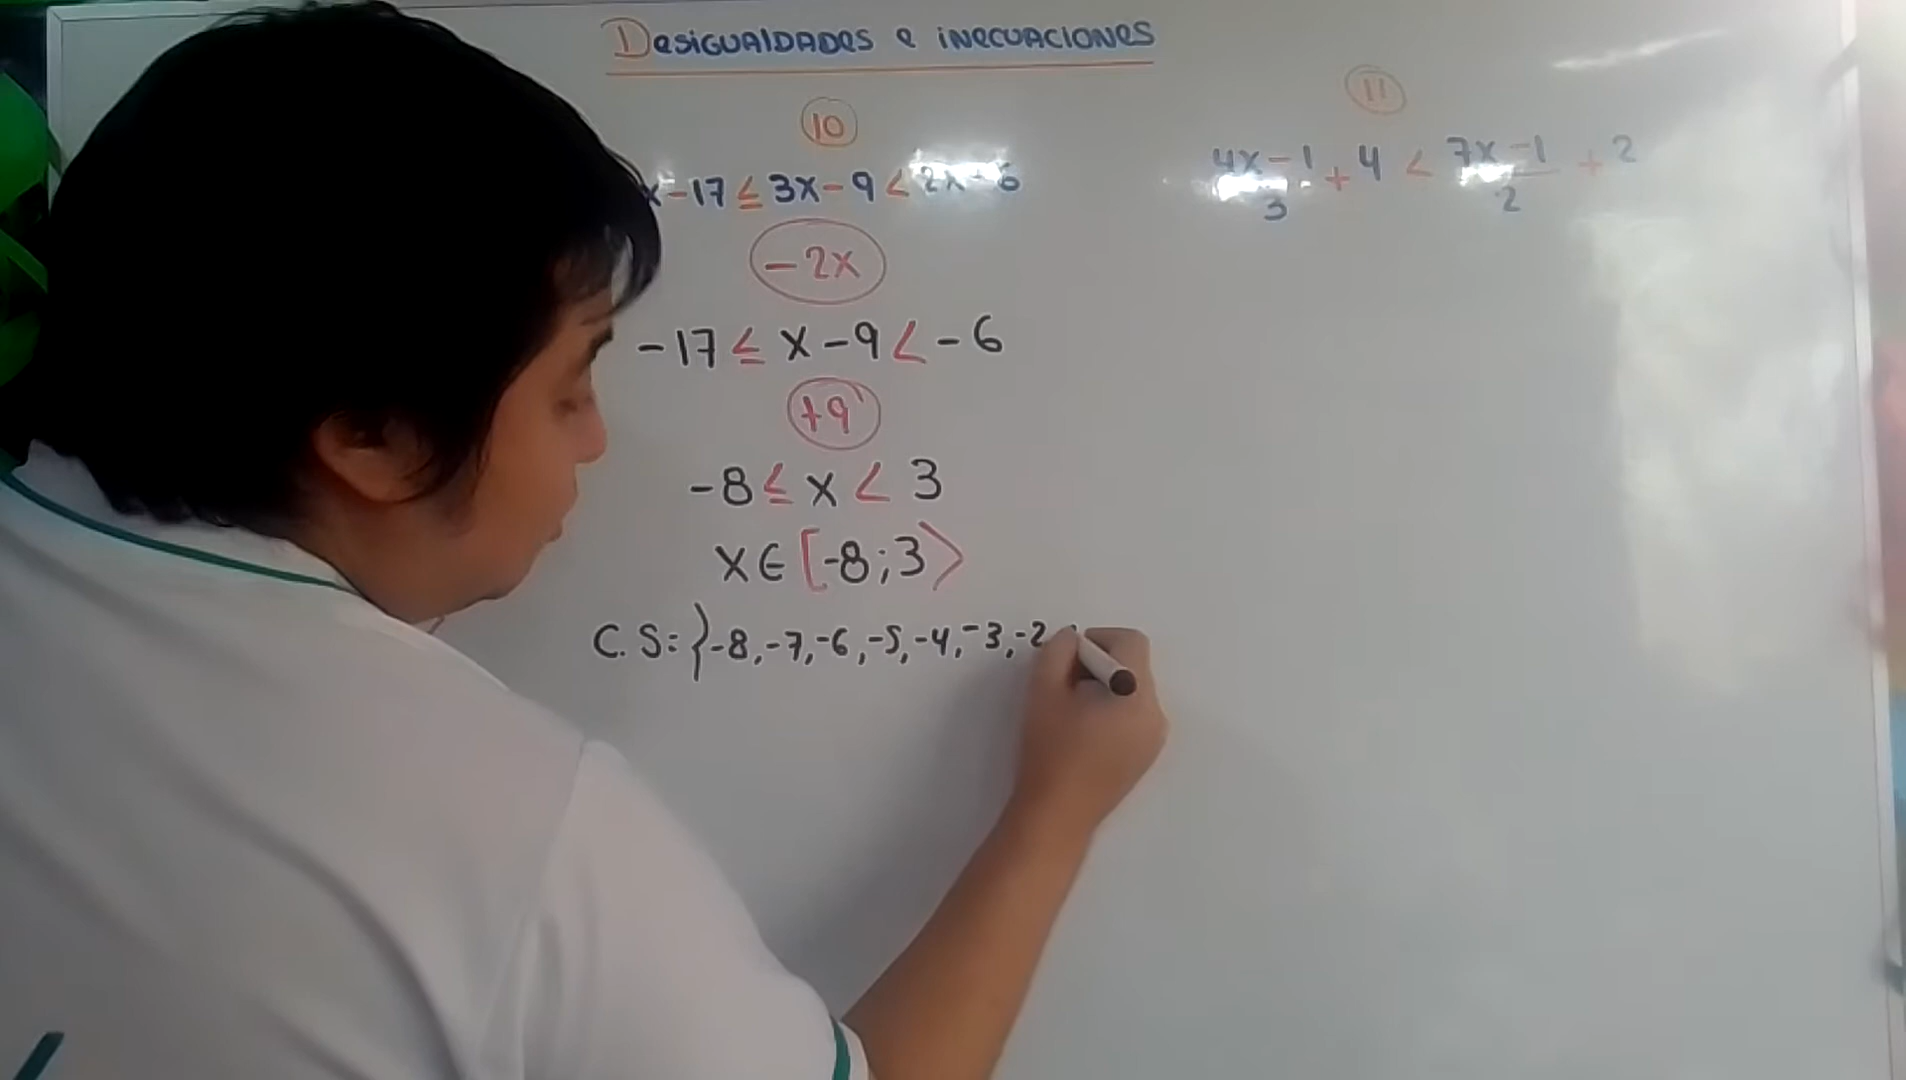 Desigualdades e inecuaciones
10
x-17 ≤ 3x-9 < 2x-6
-2x
-17 ≤ x-9 < -6
+9
-8 ≤ x < 3
x ∈ [-8;3⟩
C.S = {-8, -7, -6, -5, -4, -3, -2
11
(4x-1)/3 + 4 < (7x-1)/2 + 2